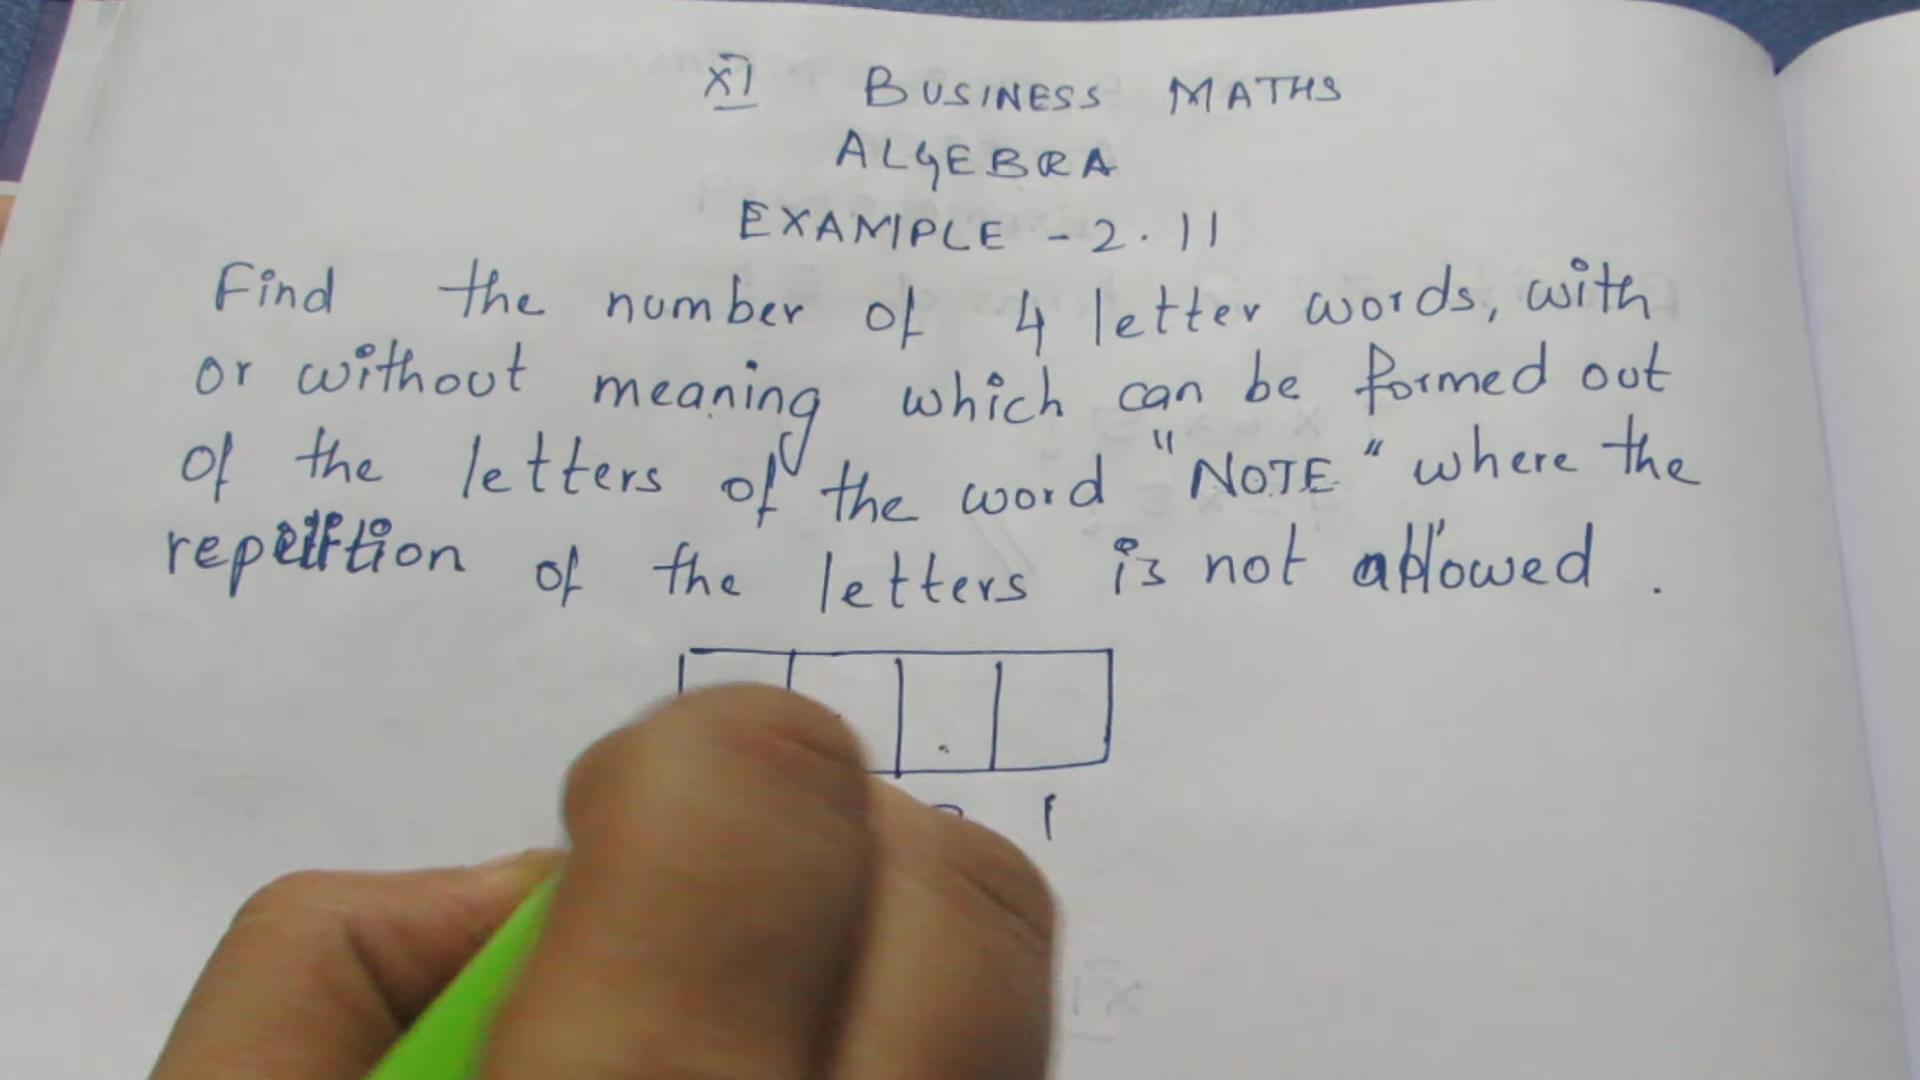 XI BUSINESS MATHS
ALGEBRA
EXAMPLE - 2.11
Find the number of 4 letter words, with
or without meaning which can be formed out
of the letters of the word "NOTE" where the
repetition of the letters is not allowed .
1